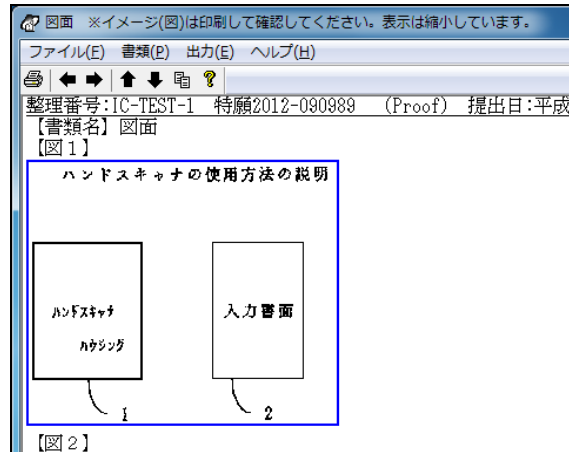 図面　※イメージ(図)は印刷して確認してください。表示は縮小しています。
ファイル(F)　書類(P)　出力(E)　ヘルプ(H)
整理番号:IC-TEST-1　特願2012-090989　(Proof)　提出日:平成
【書類名】図面
【図１】
ハンドスキャナの使用方法の説明
ハンドスキャナ
ハウジング
入力書面
1
2
【図２】